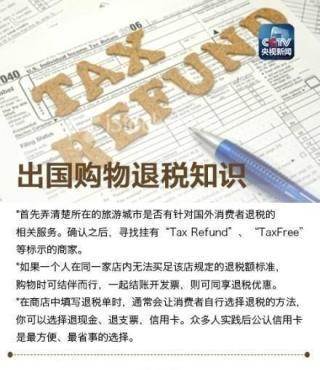 CCTV
央视新闻
U.S. Individual Income Tax Return
TAX
REFUND
出国购物退税知识
*首先弄清楚所在的旅游城市是否有针对国外消费者退税的
相关服务。确认之后，寻找挂有“Tax Refund”、“TaxFree”
等标示的商家。
*如果一个人在同一家店内无法买足该店规定的退税额标准，
购物时可结伴而行，一起结账开发票，则可同享退税优惠。
*在商店中填写退税单时，通常会让消费者自行选择退税的方法，
你可以选择退现金、退支票，信用卡。众多人实践后公认信用卡
是最方便、最省事的选择。